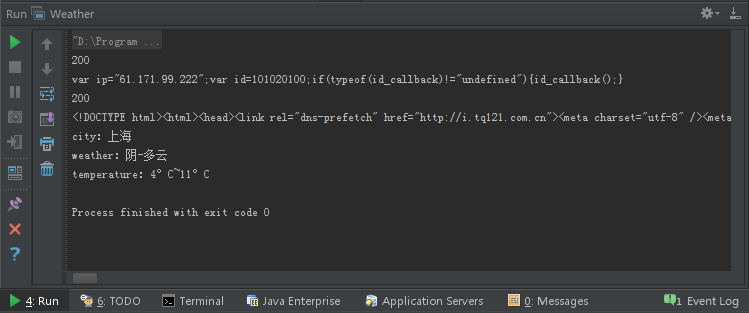 Run Weather
"D:\Program ...
200
var ip="61.171.99.222";var id=101020100;if(typeof(id_callback)!="undefined"){id_callback();}
200
<!DOCTYPE html><html><head><link rel="dns-prefetch" href="http://i.tq121.com.cn"><meta charset="utf-8" /><meta
city: 上海
weather: 阴-多云
temperature: 4° C~11° C
Process finished with exit code 0
4: Run 6: TODO Terminal Java Enterprise Application Servers 0: Messages 1 Event Log